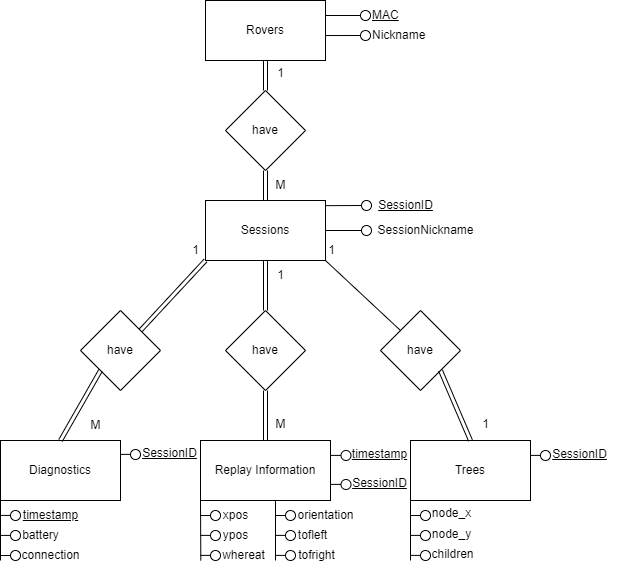 MAC
Rovers
Nickname
1
have
M
SessionID
Sessions
SessionNickname
1
1
1
have
have
have
M
M
1
SessionID
timestamp
SessionID
Diagnostics
Replay Information
SessionID
Trees
timestamp
battery
connection
xpos
ypos
whereat
orientation
tofleft
tofright
node_x
node_y
children